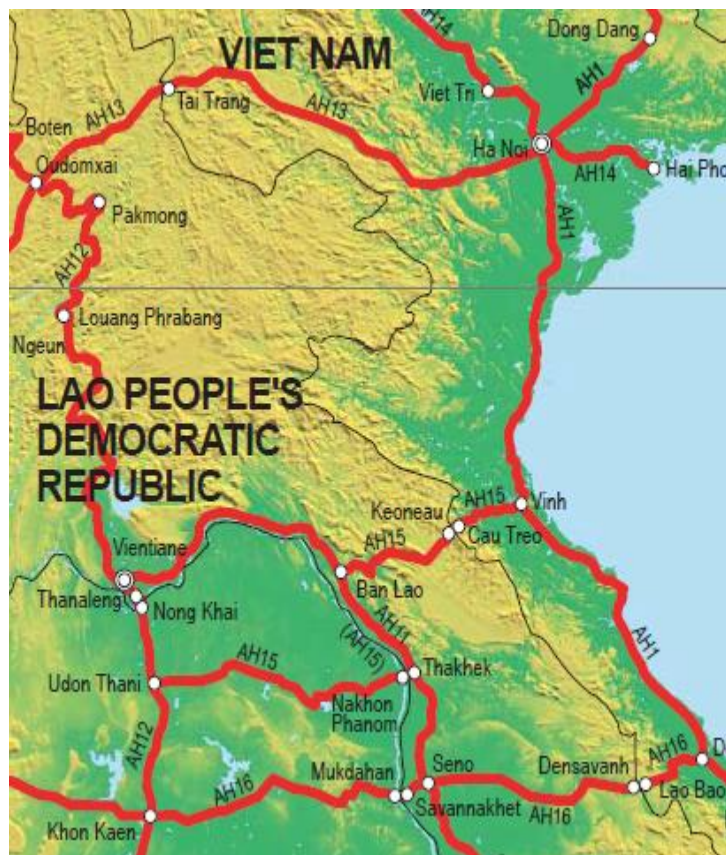 AH14
Dong Dang
VIET NAM
AH1
Tai Trang
Viet Tri
AH13
AH13
Boten
Ha Noi
Oudomxai
AH14
Hai Pho
Pakmong
AH1
AH12
Louang Phrabang
Ngeun
LAO PEOPLE'S
DEMOCRATIC
REPUBLIC
AH15
Vinh
Keoneau
Cau Treo
AH15
Vientiane
Ban Lao
Thanaleng
Nong Khai
AH11
(AH15)
AH1
AH15
Thakhek
Udon Thani
Nakhon
Phanom
AH12
AH16
D
Mukdahan
Seno
Densavanh
AH16
Savannakhet
Lao Bao
AH16
Khon Kaen